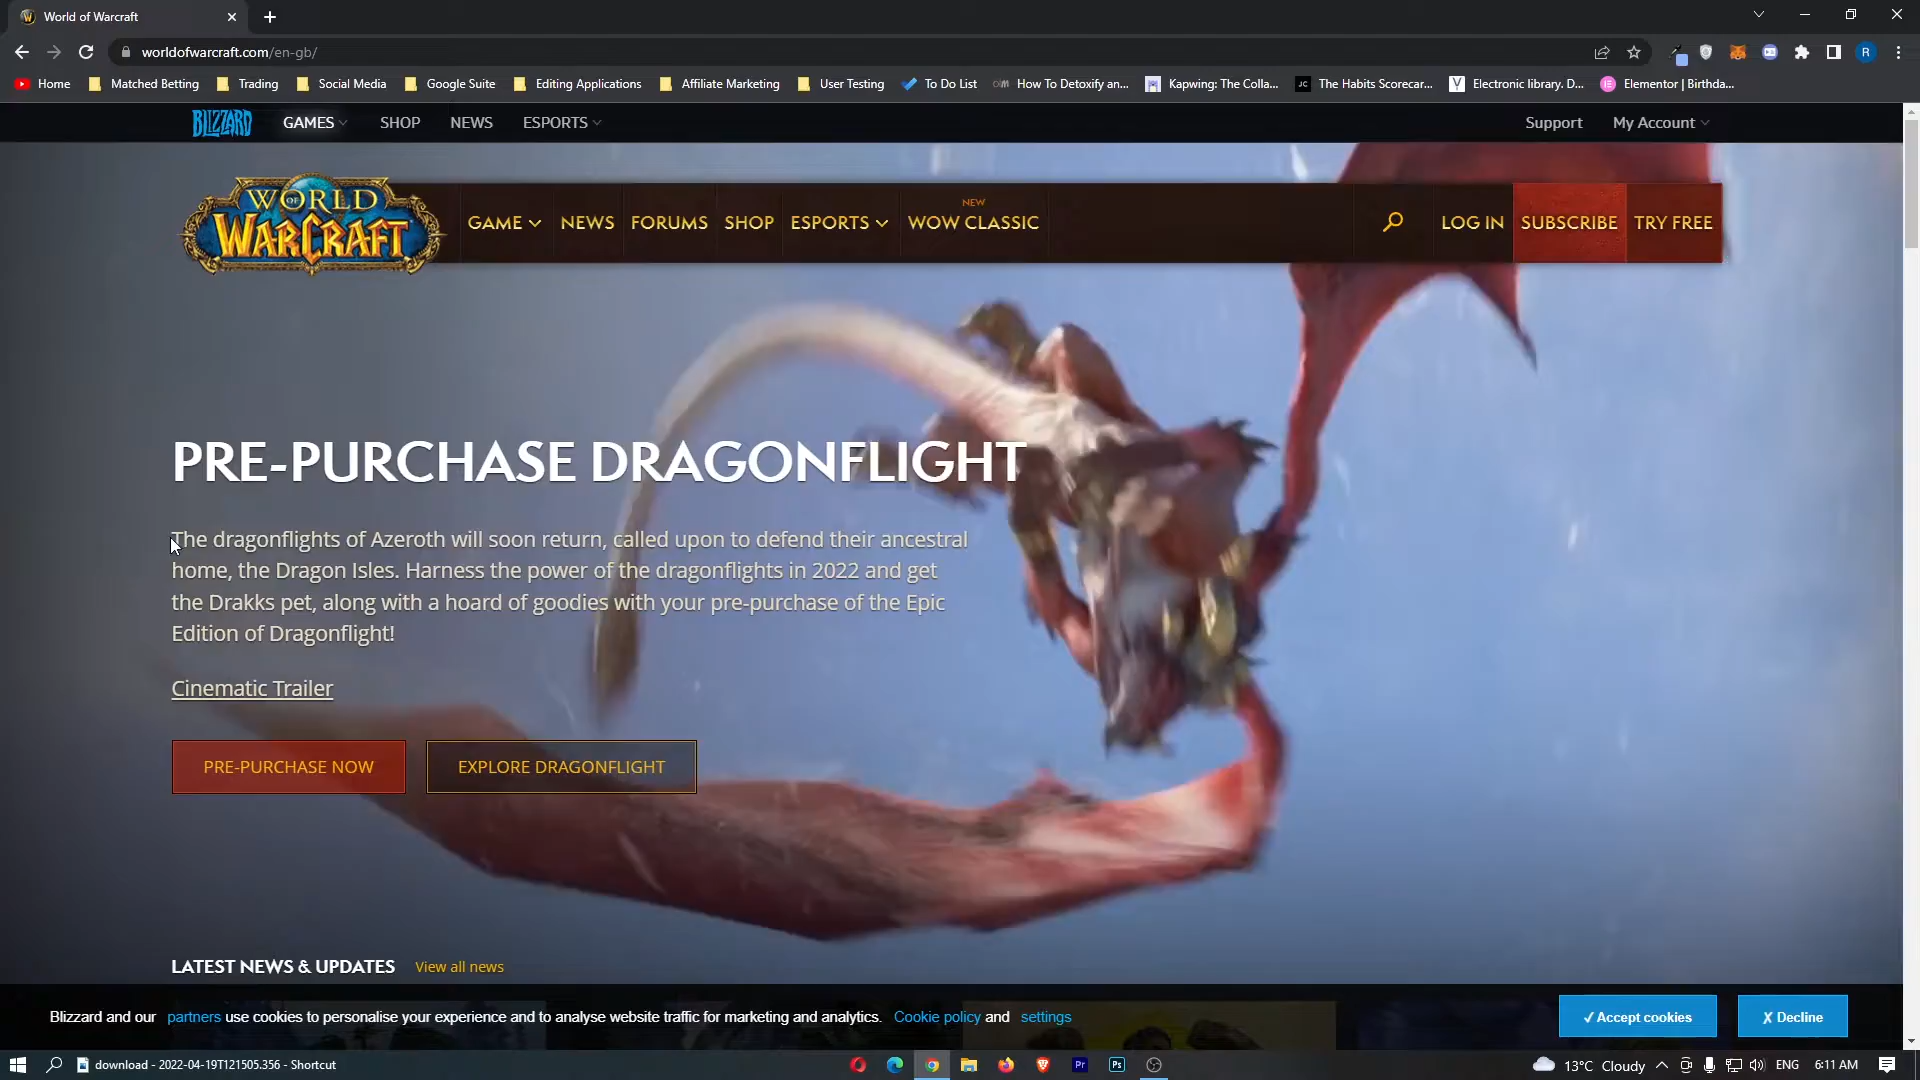 World of Warcraft
worldofwarcraft.com/en-gb/
R
Home
Matched Betting
Trading
Social Media
Google Suite
Editing Applications
Affiliate Marketing
User Testing
To Do List
How To Detoxify an...
Kapwing: The Colla...
JC
The Habits Scorecar...
Electronic library. D...
Elementor | Birthda...
BLIZZARD
GAMES
SHOP
NEWS
ESPORTS
Support
My Account
WORLD OF WARCRAFT
GAME
NEWS
FORUMS
SHOP
ESPORTS
NEW
WOW CLASSIC
LOG IN
SUBSCRIBE
TRY FREE
PRE-PURCHASE DRAGONFLIGHT
The dragonflights of Azeroth will soon return, called upon to defend their ancestral
home, the Dragon Isles. Harness the power of the dragonflights in 2022 and get
the Drakks pet, along with a hoard of goodies with your pre-purchase of the Epic
Edition of Dragonflight!
Cinematic Trailer
PRE-PURCHASE NOW
EXPLORE DRAGONFLIGHT
LATEST NEWS & UPDATES
View all news
Blizzard and our partners use cookies to personalise your experience and to analyse website traffic for marketing and analytics. Cookie policy and settings
✓ Accept cookies
✗ Decline
download - 2022-04-19T121505.356 - Shortcut
Pr
Ps
13°C Cloudy
ENG
6:11 AM